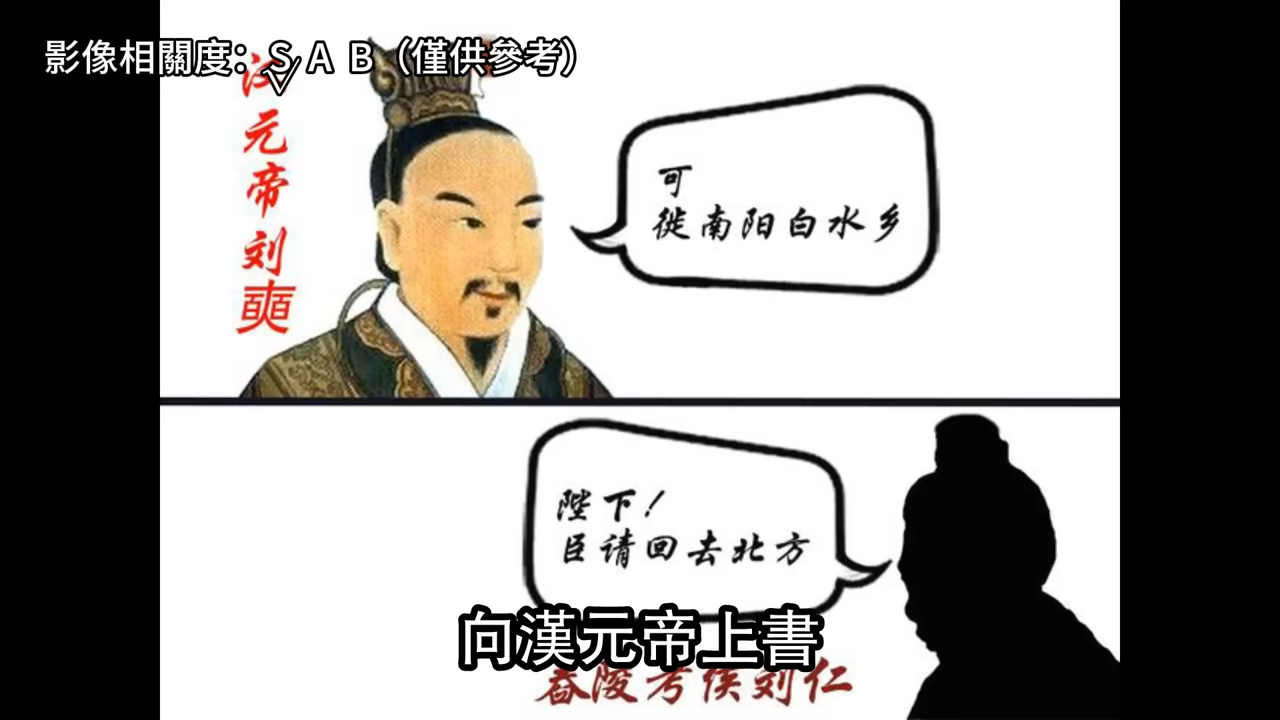 影像相關度：S A B（僅供參考）
√
汉元帝刘奭
可
徙南阳白水乡
陛下！
臣请回去北方
向漢元帝上書
舂陵考侯刘仁